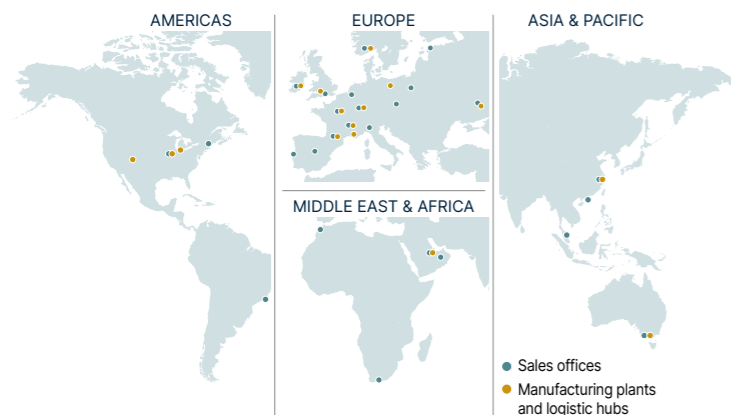 AMERICAS
EUROPE
MIDDLE EAST & AFRICA
ASIA & PACIFIC
Sales offices
Manufacturing plants
and logistic hubs